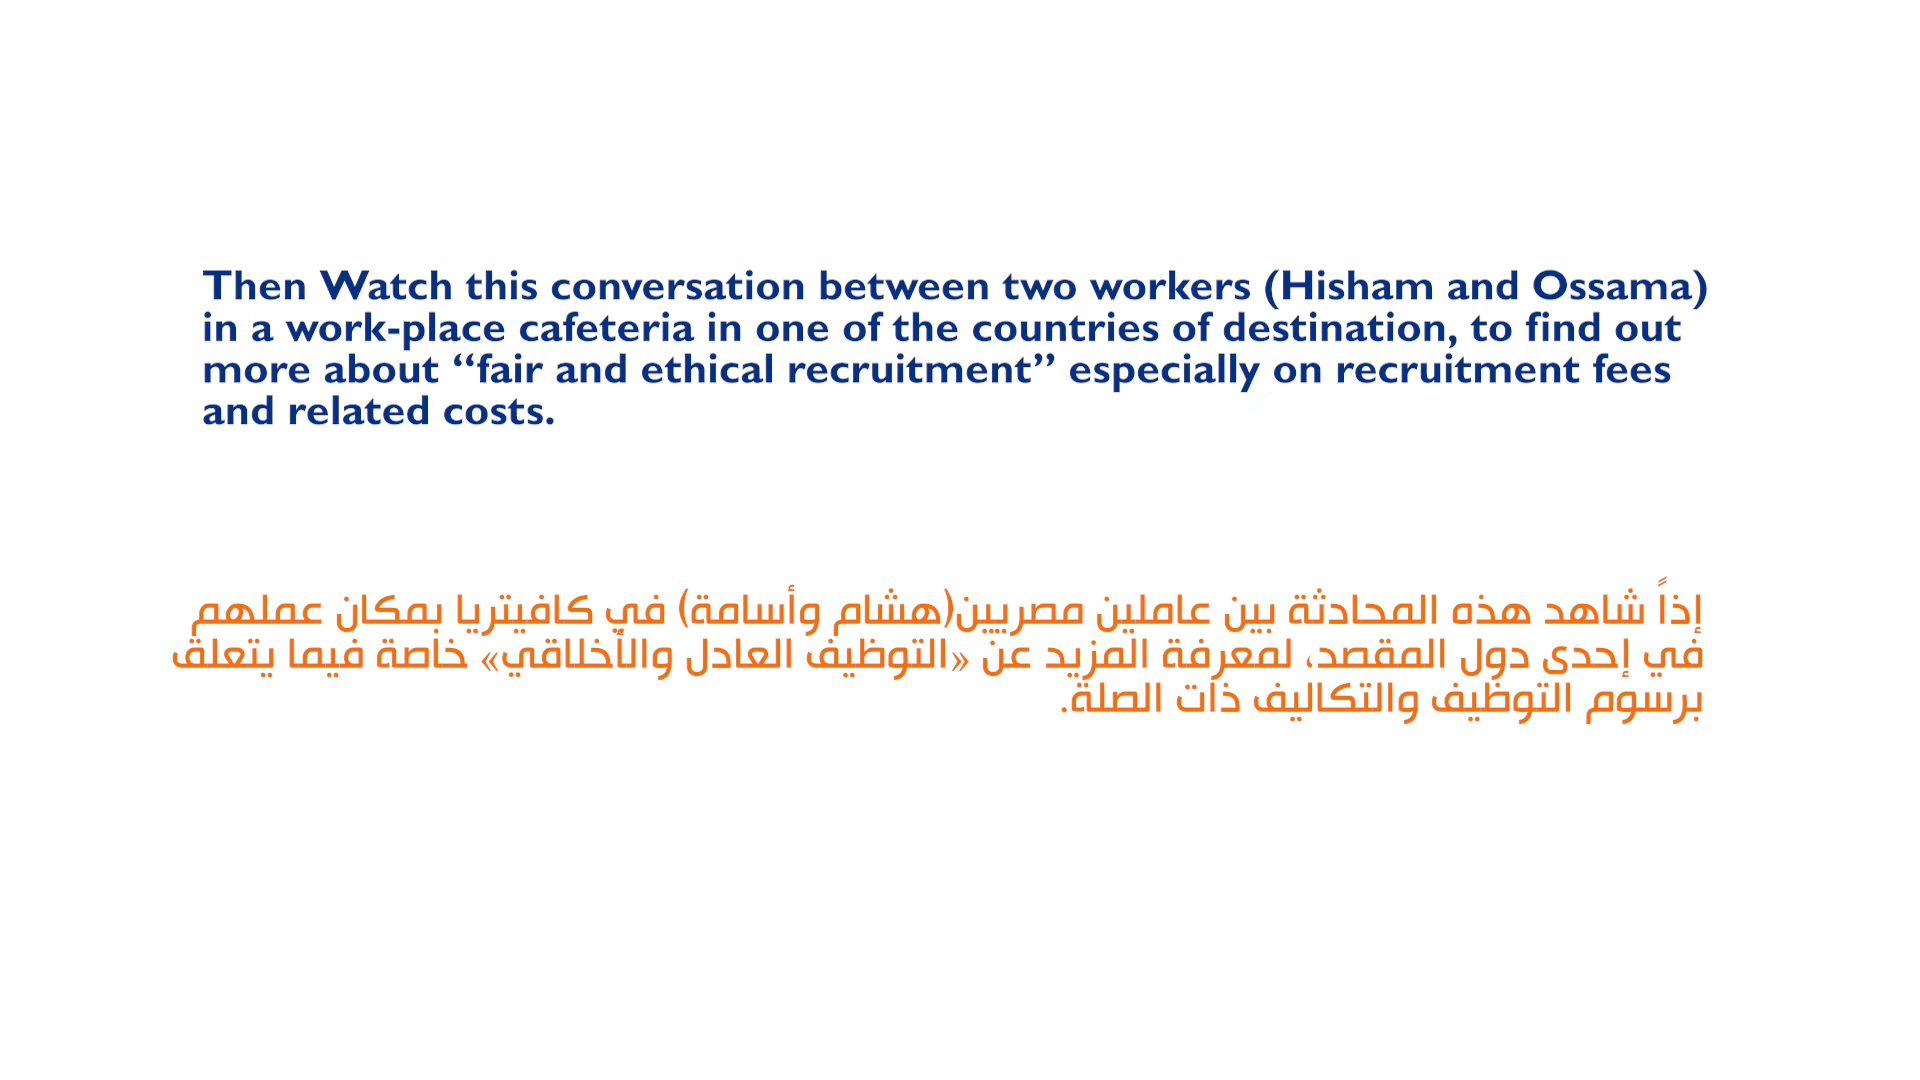 Then Watch this conversation between two workers (Hisham and Ossama)
in a work-place cafeteria in one of the countries of destination, to find out
more about “fair and ethical recruitment” especially on recruitment fees
and related costs.
إذاً شاهد هذه المحادثة بين عاملين مصريين(هشام وأسامة) في كافيتريا بمكان عملهم
في إحدى دول المقصد، لمعرفة المزيد عن «التوظيف العادل والأخلاقي» خاصة فيما يتعلق
برسوم التوظيف والتكاليف ذات الصلة.